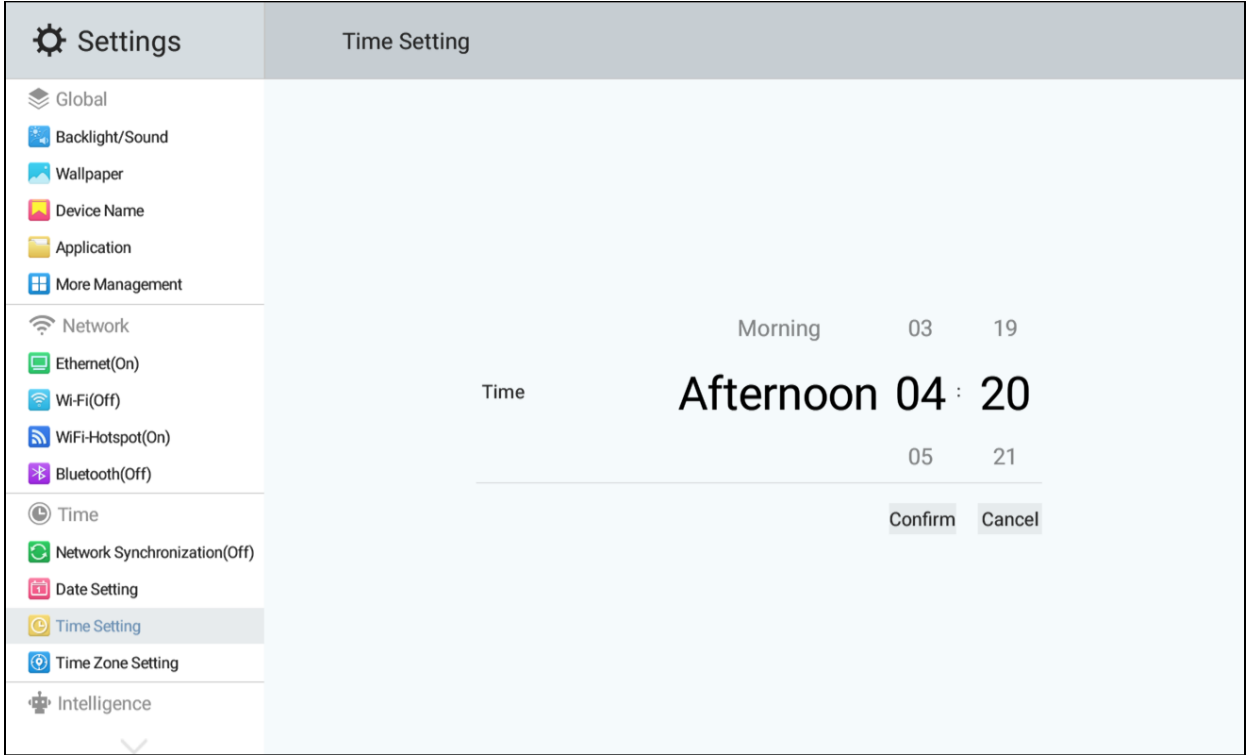 Settings
Time Setting
Global
Backlight/Sound
Wallpaper
Device Name
Application
More Management
Network
Ethernet(On)
Wi-Fi(Off)
WiFi-Hotspot(On)
Bluetooth(Off)
Time
Network Synchronization(Off)
Date Setting
Time Setting
Time Zone Setting
Intelligence
Morning 03 19
Time Afternoon 04 : 20
05 21
Confirm Cancel